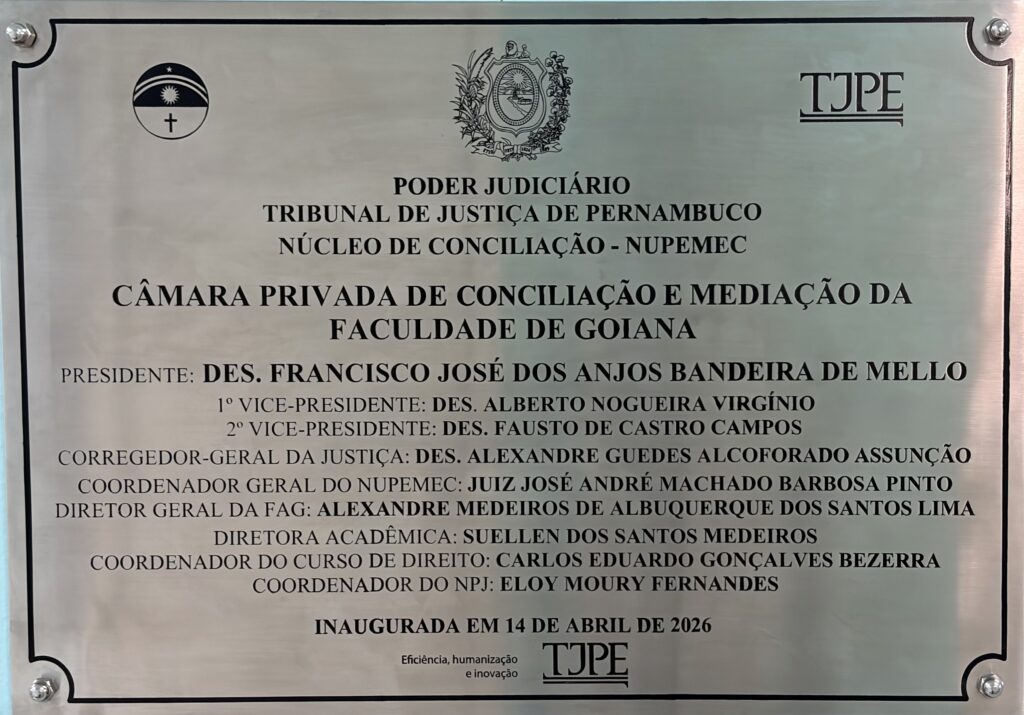 TJPE
PODER JUDICIÁRIO
TRIBUNAL DE JUSTIÇA DE PERNAMBUCO
NÚCLEO DE CONCILIAÇÃO - NUPEMEC
CÂMARA PRIVADA DE CONCILIAÇÃO E MEDIAÇÃO DA
FACULDADE DE GOIANA
PRESIDENTE: DES. FRANCISCO JOSÉ DOS ANJOS BANDEIRA DE MELLO
1º VICE-PRESIDENTE: DES. ALBERTO NOGUEIRA VIRGÍNIO
2º VICE-PRESIDENTE: DES. FAUSTO DE CASTRO CAMPOS
CORREGEDOR-GERAL DA JUSTIÇA: DES. ALEXANDRE GUEDES ALCOFORADO ASSUNÇÃO
COORDENADOR GERAL DO NUPEMEC: JUIZ JOSÉ ANDRÉ MACHADO BARBOSA PINTO
DIRETOR GERAL DA FAG: ALEXANDRE MEDEIROS DE ALBUQUERQUE DOS SANTOS LIMA
DIRETORA ACADÊMICA: SUELLEN DOS SANTOS MEDEIROS
COORDENADOR DO CURSO DE DIREITO: CARLOS EDUARDO GONÇALVES BEZERRA
COORDENADOR DO NPJ: ELOY MOURY FERNANDES
INAUGURADA EM 14 DE ABRIL DE 2026
Eficiência, humanização
e inovação
TJPE